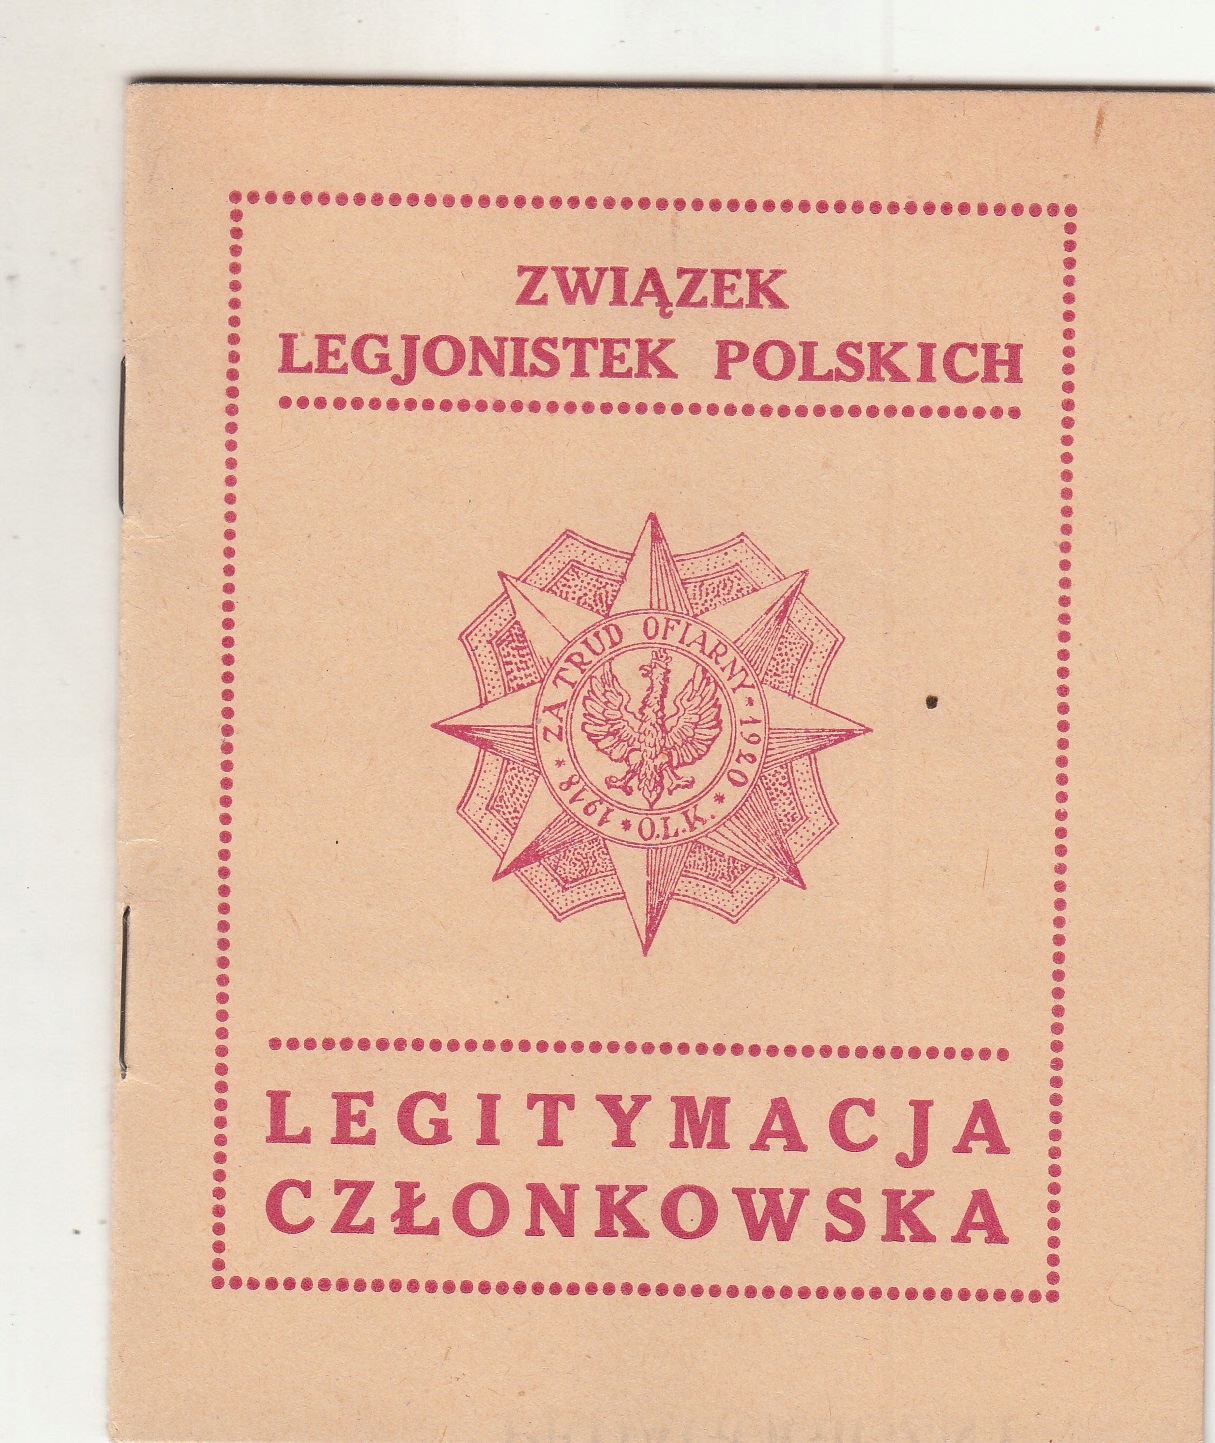 ZWIĄZEK
LEGJONISTEK POLSKICH
ZA TRUD OFIARNY * 1920 * O.L.K. * 1918 *
LEGITYMACJA
CZŁONKOWSKA